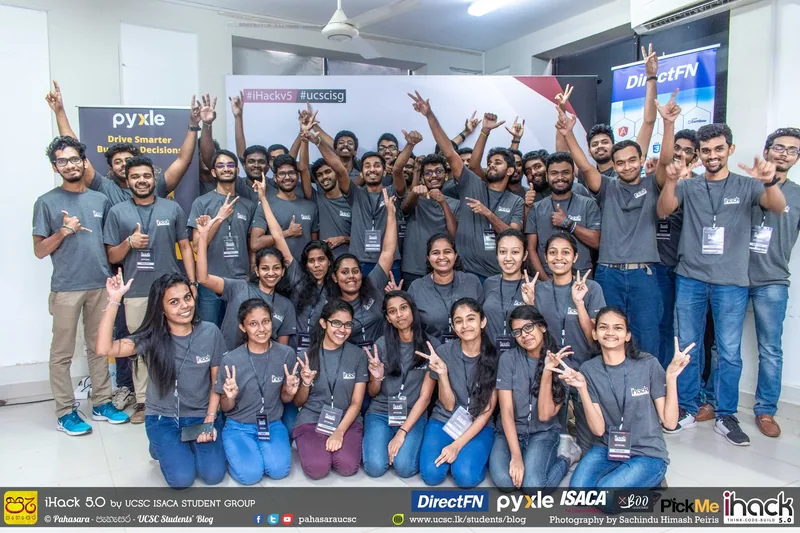 #iHackv5 #ucscisg
DirectFN
pyxle
Drive Smarter
පහසර
iHack 5.0 BY UCSC ISACA STUDENT GROUP
© Pahasara - පහසර - UCSC Students' Blog
pahasaraucsc
DirectFN
pyxle
ISACA
XBOO
PickMe
ihack
THINK-CODE-BUILD 5.0
www.ucsc.lk/students/blog
Photography by Sachindu Himash Peiris